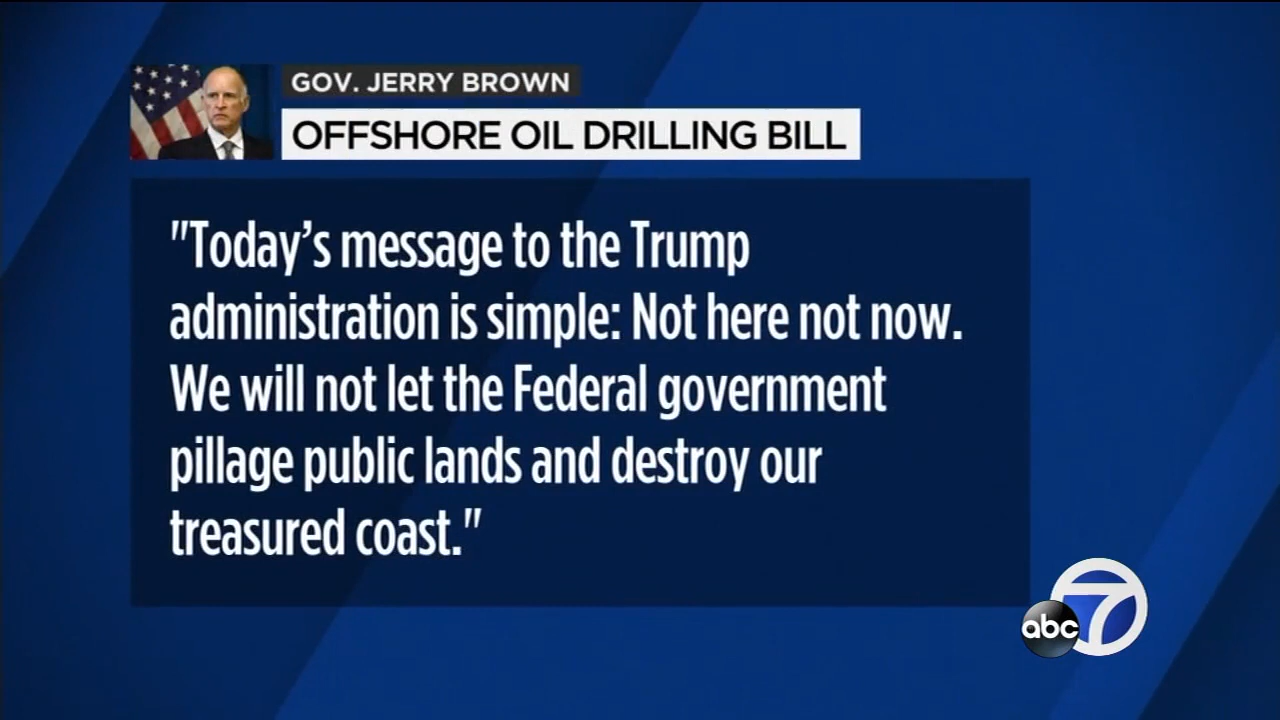 GOV. JERRY BROWN
OFFSHORE OIL DRILLING BILL
"Today’s message to the Trump
administration is simple: Not here not now.
We will not let the Federal government
pillage public lands and destroy our
treasured coast."
abc 7